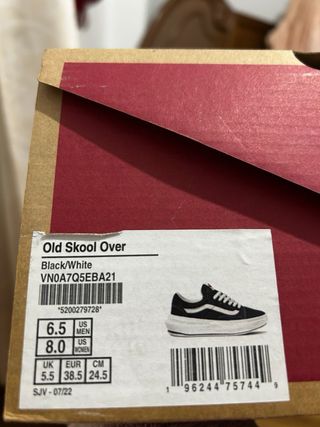 Old Skool Over
Black/White
VN0A7Q5EBA21
*5200279728*
6.5 US MEN
8.0 US WOMEN
UK EUR CM
5.5 38.5 24.5
SJV - 07/22
1 96244 75744 9